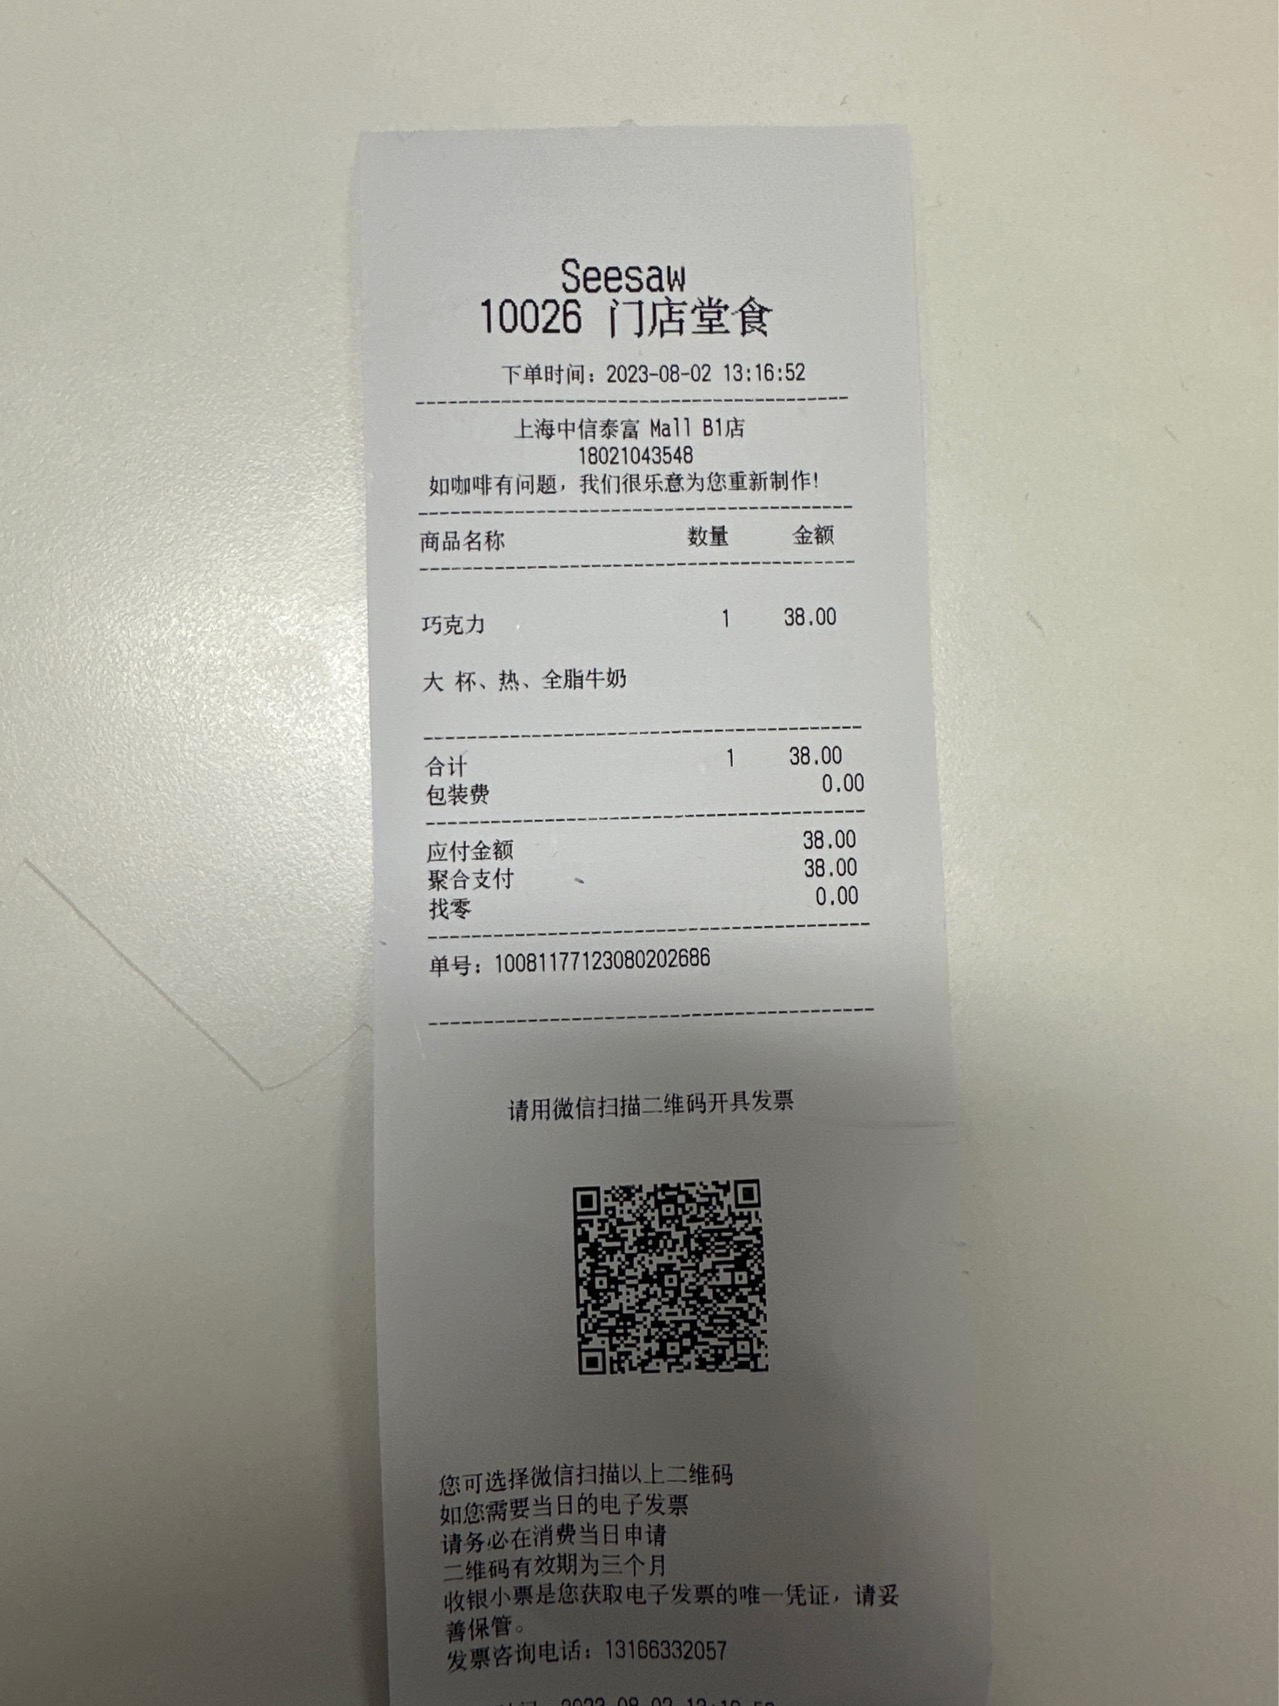 Seesaw
10026 门店堂食
下单时间：2023-08-02 13:16:52
上海中信泰富 Mall B1店
18021043548
如咖啡有问题，我们很乐意为您重新制作！
商品名称 数量 金额
巧克力 1 38.00
大 杯、热、全脂牛奶
合计 1 38.00
包装费 0.00
应付金额 38.00
聚合支付 38.00
找零 0.00
单号：10081177123080202686
请用微信扫描二维码开具发票
您可选择微信扫描以上二维码
如您需要当日的电子发票
请务必在消费当日申请
二维码有效期为三个月
收银小票是您获取电子发票的唯一凭证，请妥
善保管。
发票咨询电话：13166332057